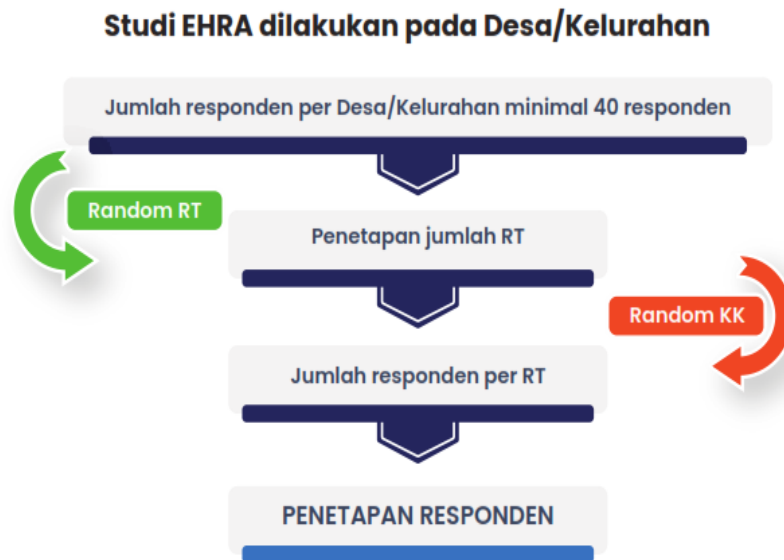 Studi EHRA dilakukan pada Desa/Kelurahan
Jumlah responden per Desa/Kelurahan minimal 40 responden
Random RT
Penetapan jumlah RT
Random KK
Jumlah responden per RT
PENETAPAN RESPONDEN